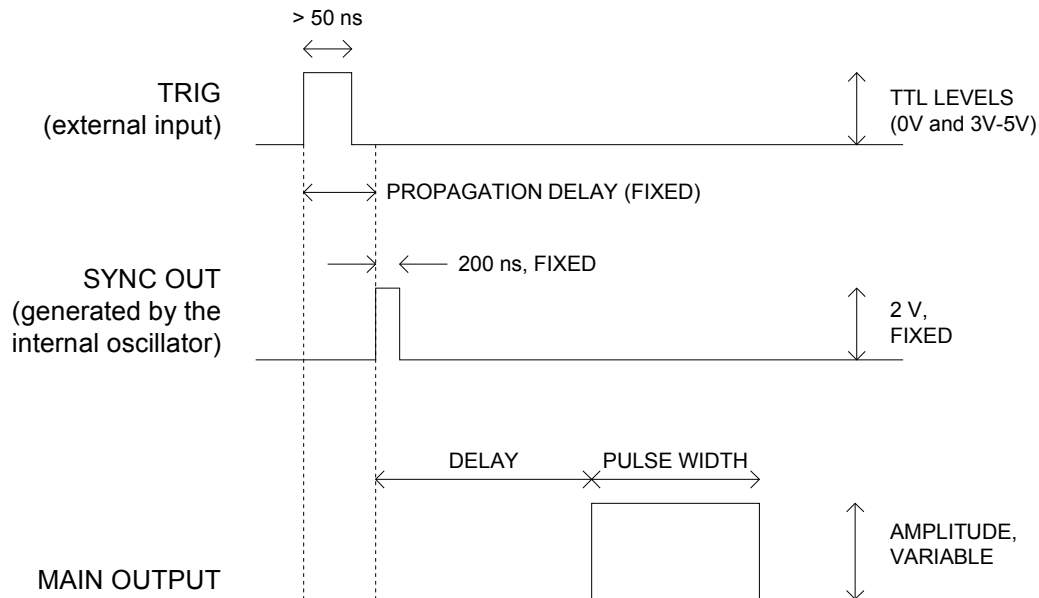 > 50 ns
TRIG
(external input)
TTL LEVELS
(0V and 3V-5V)
PROPAGATION DELAY (FIXED)
200 ns, FIXED
SYNC OUT
(generated by the
internal oscillator)
2 V,
FIXED
DELAY
PULSE WIDTH
AMPLITUDE,
VARIABLE
MAIN OUTPUT